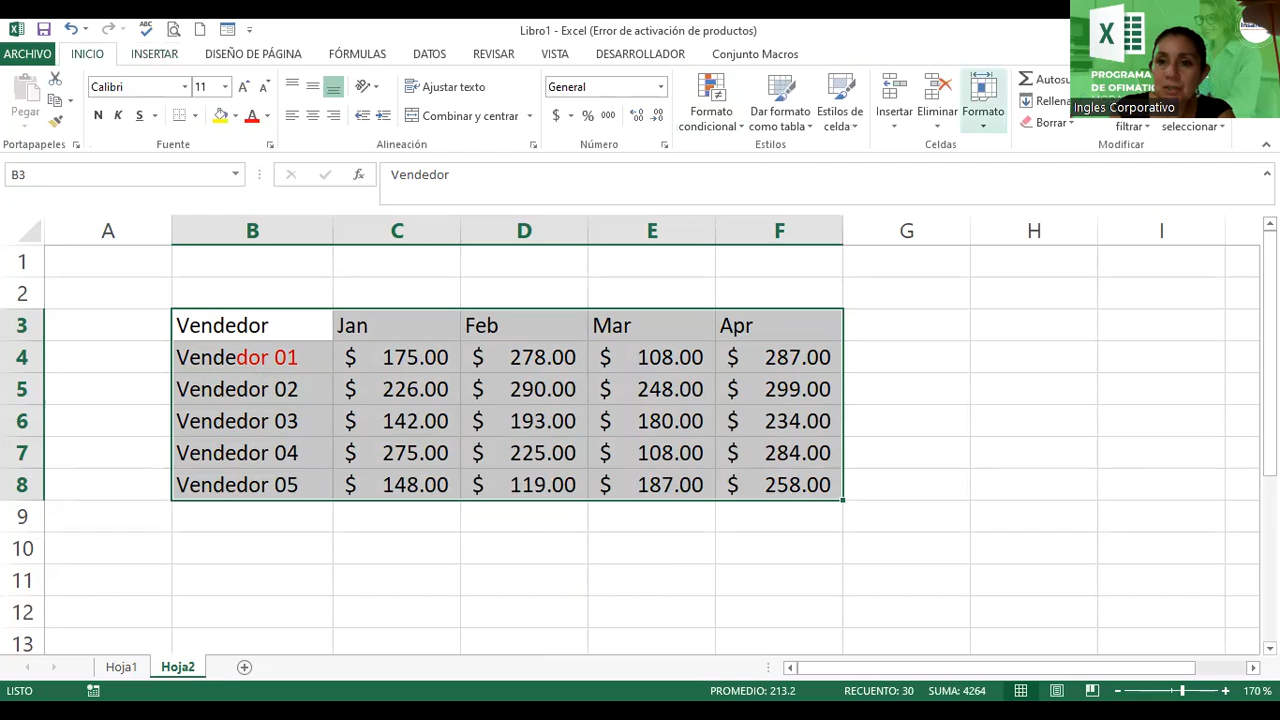 Libro1 - Excel (Error de activación de productos)
ARCHIVO INICIO INSERTAR DISEÑO DE PÁGINA FÓRMULAS DATOS REVISAR VISTA DESARROLLADOR Conjunto Macros
PROGRAMA
DE OFIMATIC
Ingles Corporativo
Pegar
Calibri 11
N K S
Ajustar texto
Combinar y centrar
General
$ % 000
Formato condicional
Dar formato como tabla
Estilos de celda
Insertar
Eliminar
Formato
Autosu
Rellena
Borrar
filtrar
seleccionar
Portapapeles Fuente Alineación Número Estilos Celdas Modificar
B3 fx Vendedor
A B C D E F G H I
1
2
3 Vendedor Jan Feb Mar Apr
4 Vendedor 01 $ 175.00 $ 278.00 $ 108.00 $ 287.00
5 Vendedor 02 $ 226.00 $ 290.00 $ 248.00 $ 299.00
6 Vendedor 03 $ 142.00 $ 193.00 $ 180.00 $ 234.00
7 Vendedor 04 $ 275.00 $ 225.00 $ 108.00 $ 284.00
8 Vendedor 05 $ 148.00 $ 119.00 $ 187.00 $ 258.00
9
10
11
12
13
Hoja1 Hoja2
LISTO PROMEDIO: 213.2 RECUENTO: 30 SUMA: 4264 170 %